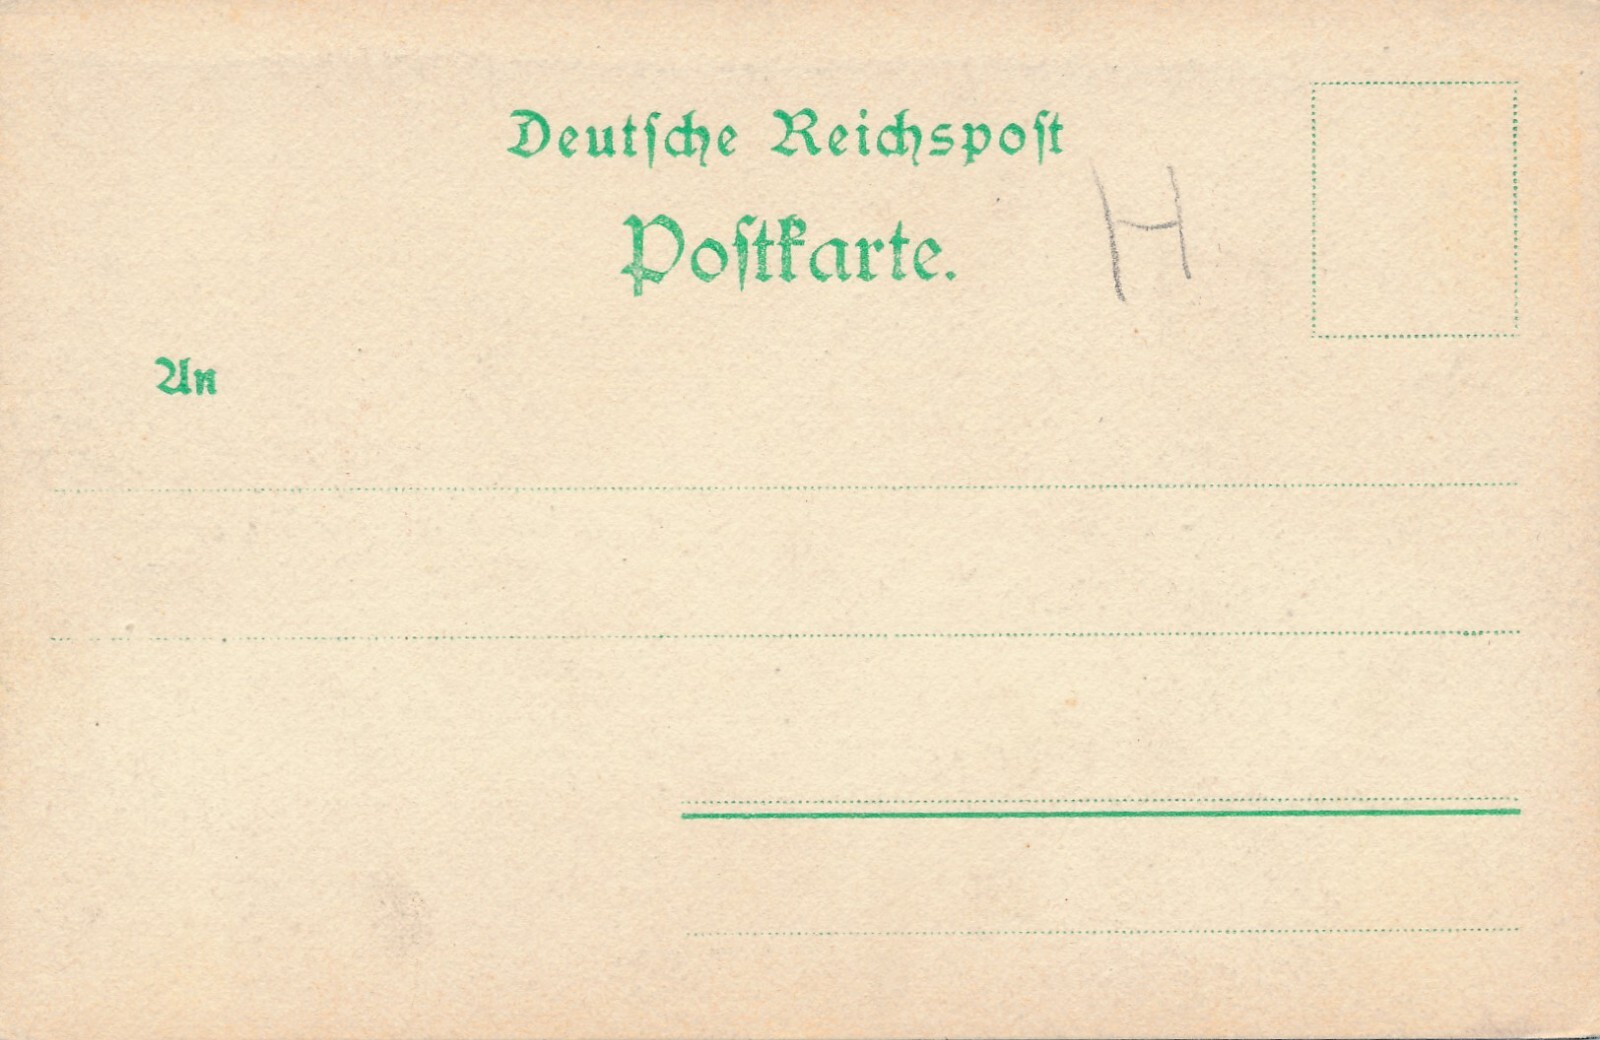 Deutſche Reichspoſt
Poſtkarte.
H
An